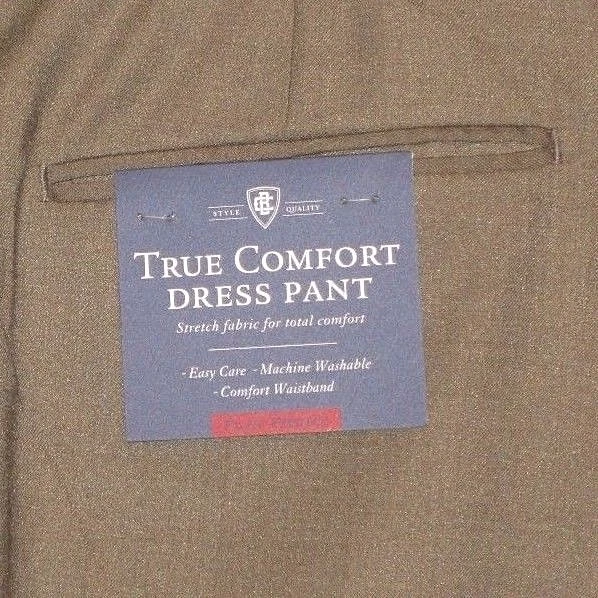 STYLE QUALITY
TRUE COMFORT
DRESS PANT
Stretch fabric for total comfort
-Easy Care -Machine Washable
-Comfort Waistband